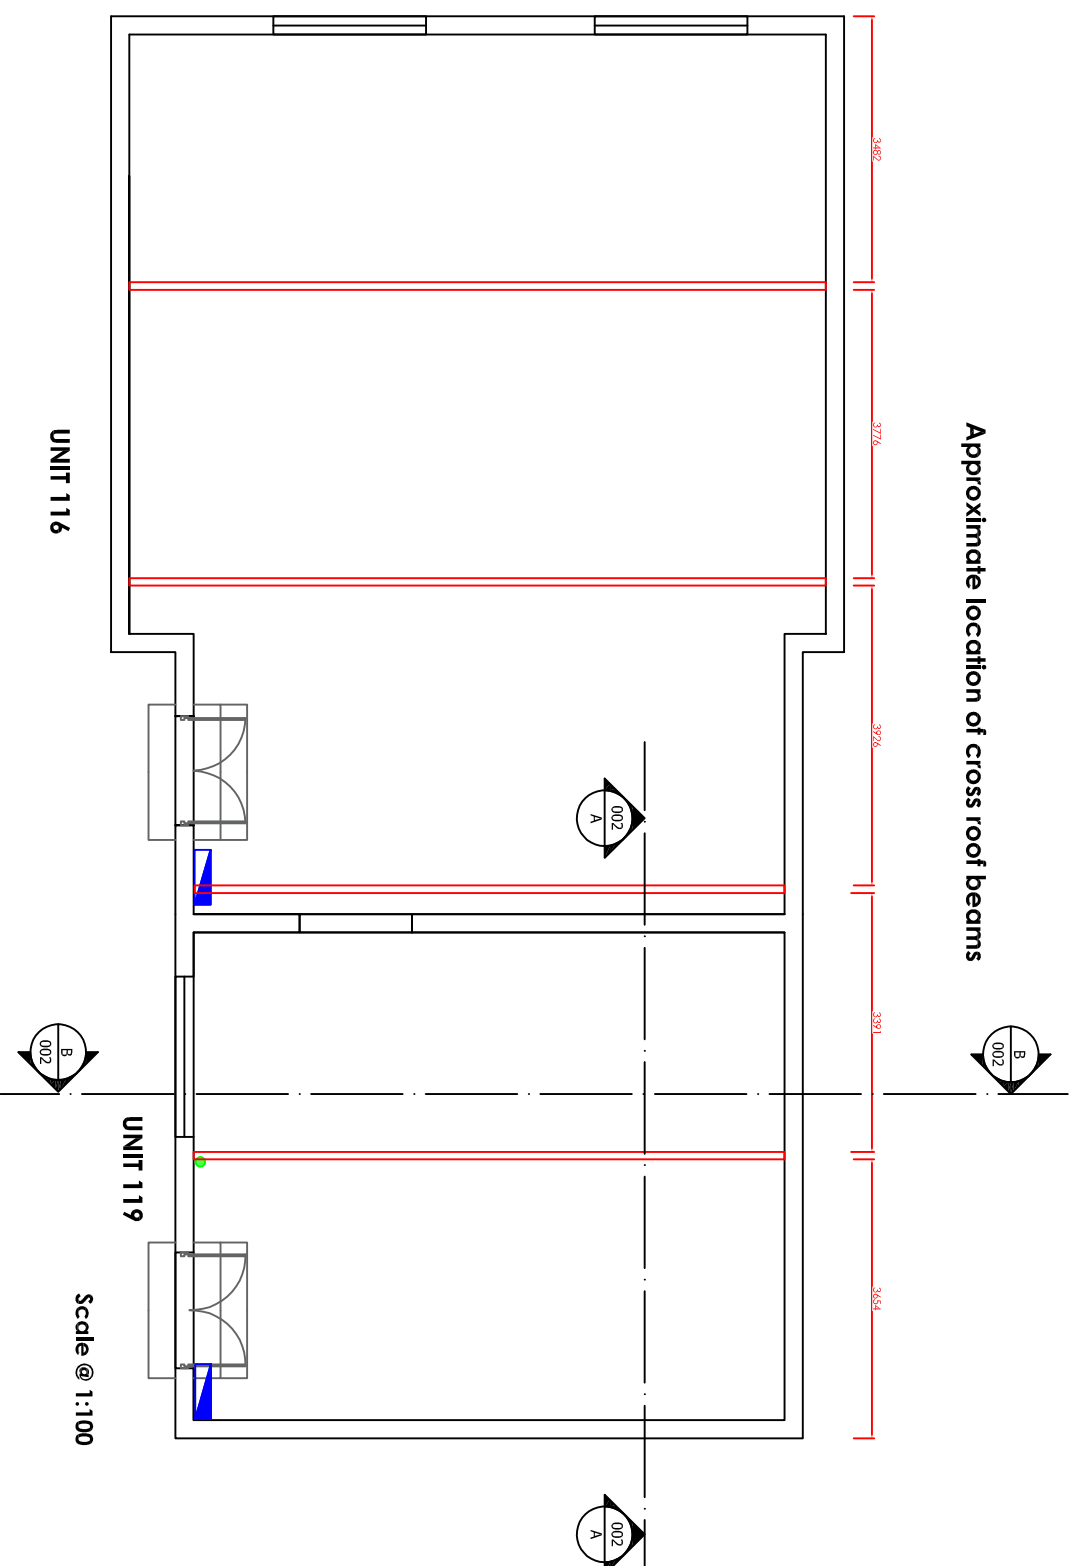 Approximate location of cross roof beams
3482
3776
3926
3391
3654
002
A
002
A
B
002
B
002
UNIT 116
UNIT 119
Scale @ 1:100